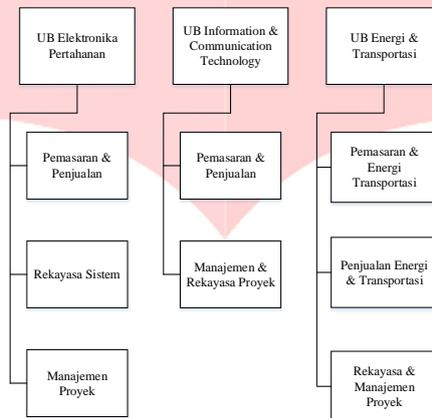 UB Elektronika
Pertahanan
UB Information &
Communication
Technology
UB Energi &
Transportasi
Pemasaran &
Penjualan
Pemasaran &
Penjualan
Pemasaran &
Energi
Transportasi
Rekayasa Sistem
Manajemen &
Rekayasa Proyek
Penjualan Energi
& Transportasi
Manajemen
Proyek
Rekayasa &
Manajemen
Proyek